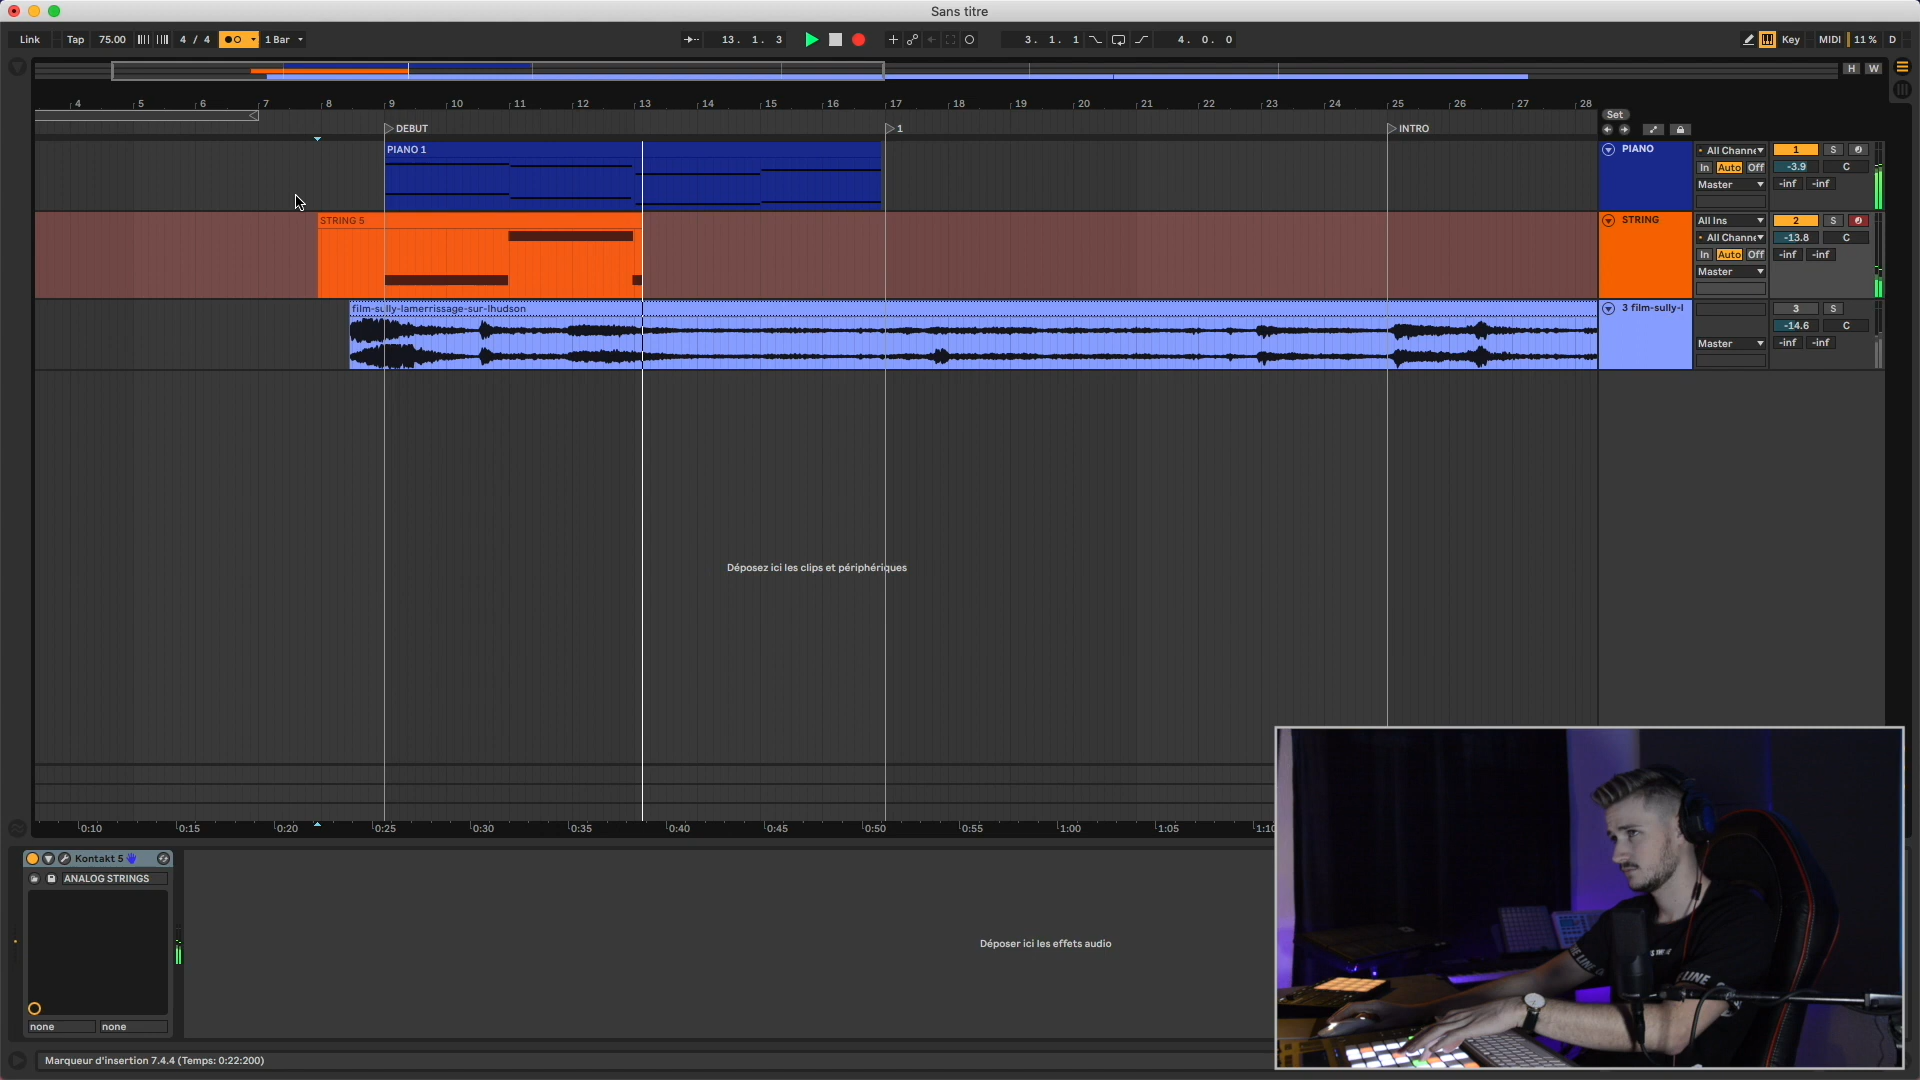 Sans titre
Link Tap 75.00 4 / 4 1 Bar 13. 1. 3 3. 1. 1 4. 0. 0 Key MIDI 11 % D
H W
4 5 6 7 8 9 10 11 12 13 14 15 16 17 18 19 20 21 22 23 24 25 26 27 28
Set
DEBUT 1 INTRO
PIANO 1
PIANO All Channe 1 S
In Auto Off -3.9 C
Master -inf -inf
STRING 5
STRING All Ins 2 S
All Channe -13.8 C
In Auto Off -inf -inf
Master
film-sully-lamerrissage-sur-lhudson
3 film-sully-l 3 S
-14.6 C
Master -inf -inf
Déposez ici les clips et périphériques
0:10 0:15 0:20 0:25 0:30 0:35 0:40 0:45 0:50 0:55 1:00 1:05 1:10
Kontakt 5
ANALOG STRINGS
Déposer ici les effets audio
none none
Marqueur d'insertion 7.4.4 (Temps: 0:22:200)
LINE